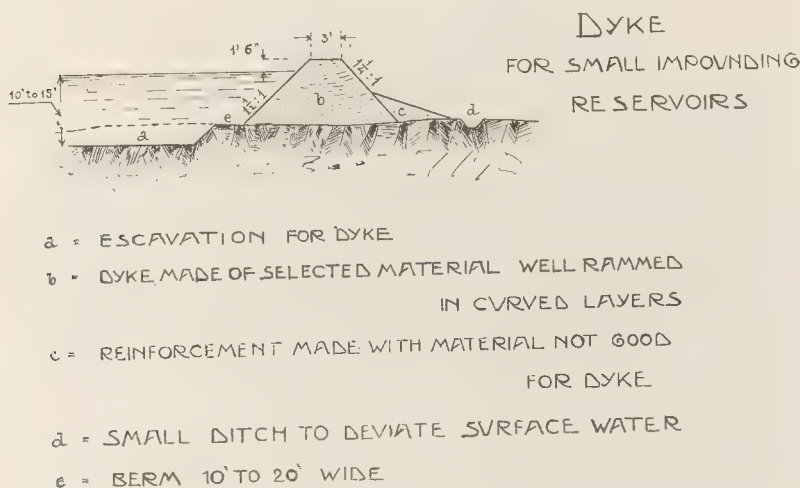 DYKE
FOR SMALL IMPOUNDING
RESERVOIRS
1' 6"
3'
1½:1
1¼:1
10' to 15'
a
b
c
d
e
a = ESCAVATION FOR DYKE
b = DYKE MADE OF SELECTED MATERIAL WELL RAMMED
IN CURVED LAYERS
c = REINFORCEMENT MADE WITH MATERIAL NOT GOOD
FOR DYKE
d = SMALL DITCH TO DEVIATE SURFACE WATER
e = BERM 10' TO 20' WIDE